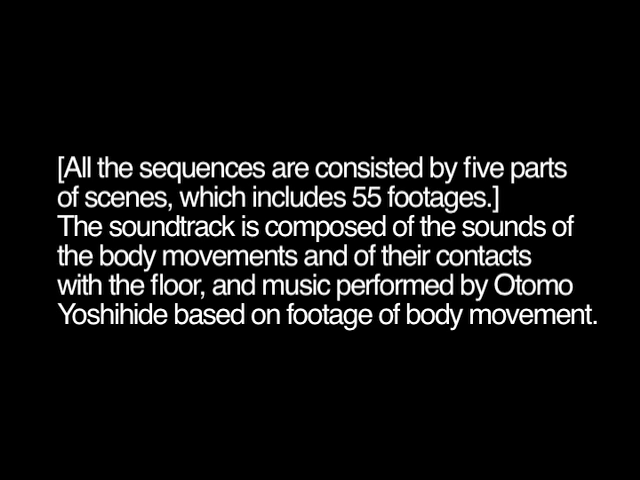 [All the sequences are consisted by five parts
of scenes, which includes 55 footages.]
The soundtrack is composed of the sounds of
the body movements and of their contacts
with the floor, and music performed by Otomo
Yoshihide based on footage of body movement.